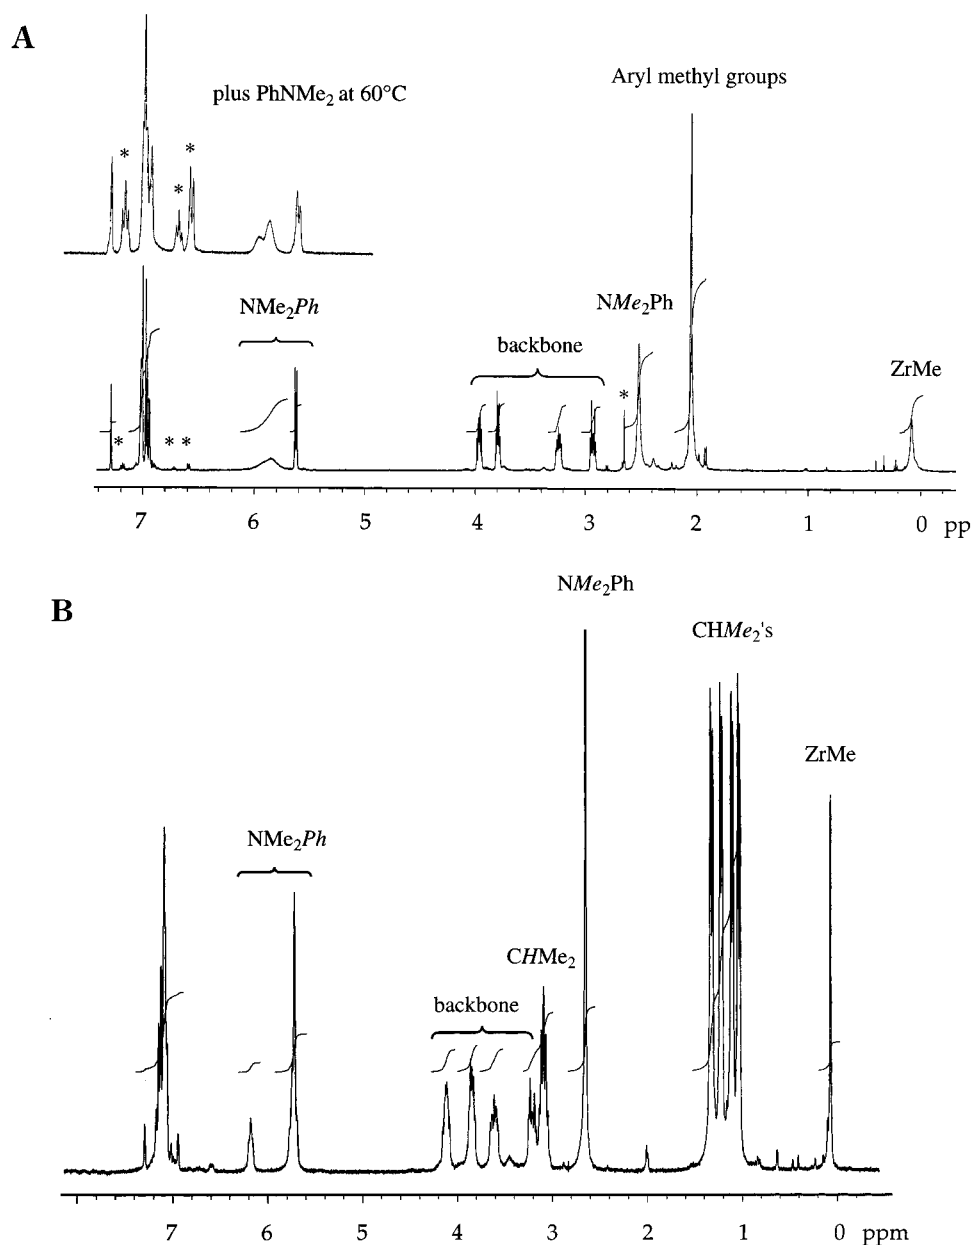 A
plus PhNMe₂ at 60°C
Aryl methyl groups
*
*
*
NMe₂Ph
NMe₂Ph
backbone
ZrMe
*
*
*
*
7 6 5 4 3 2 1 0 pp
B
NMe₂Ph
CHMe₂'s
ZrMe
NMe₂Ph
CHMe₂
backbone
7 6 5 4 3 2 1 0 ppm